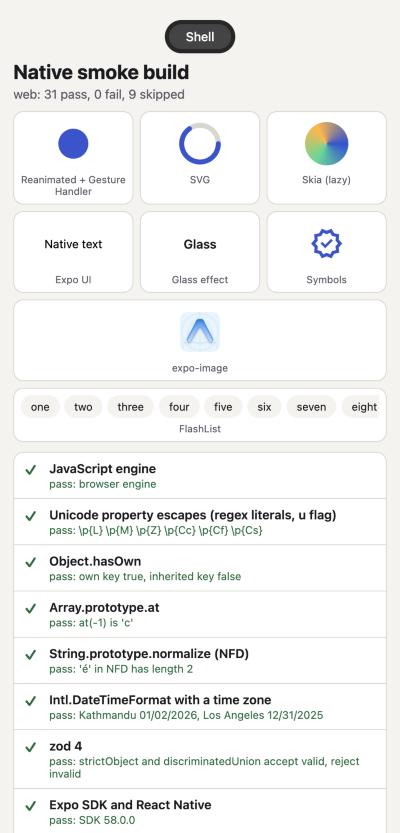 Shell
Native smoke build
web: 31 pass, 0 fail, 9 skipped
Reanimated + Gesture
Handler
SVG
Skia (lazy)
Native text
Expo UI
Glass
Glass effect
Symbols
expo-image
one two three four five six seven eight
FlashList
JavaScript engine
pass: browser engine
Unicode property escapes (regex literals, u flag)
pass: \p{L} \p{M} \p{Z} \p{Cc} \p{Cf} \p{Cs}
Object.hasOwn
pass: own key true, inherited key false
Array.prototype.at
pass: at(-1) is 'c'
String.prototype.normalize (NFD)
pass: 'é' in NFD has length 2
Intl.DateTimeFormat with a time zone
pass: Kathmandu 01/02/2026, Los Angeles 12/31/2025
zod 4
pass: strictObject and discriminatedUnion accept valid, reject
invalid
Expo SDK and React Native
pass: SDK 58.0.0